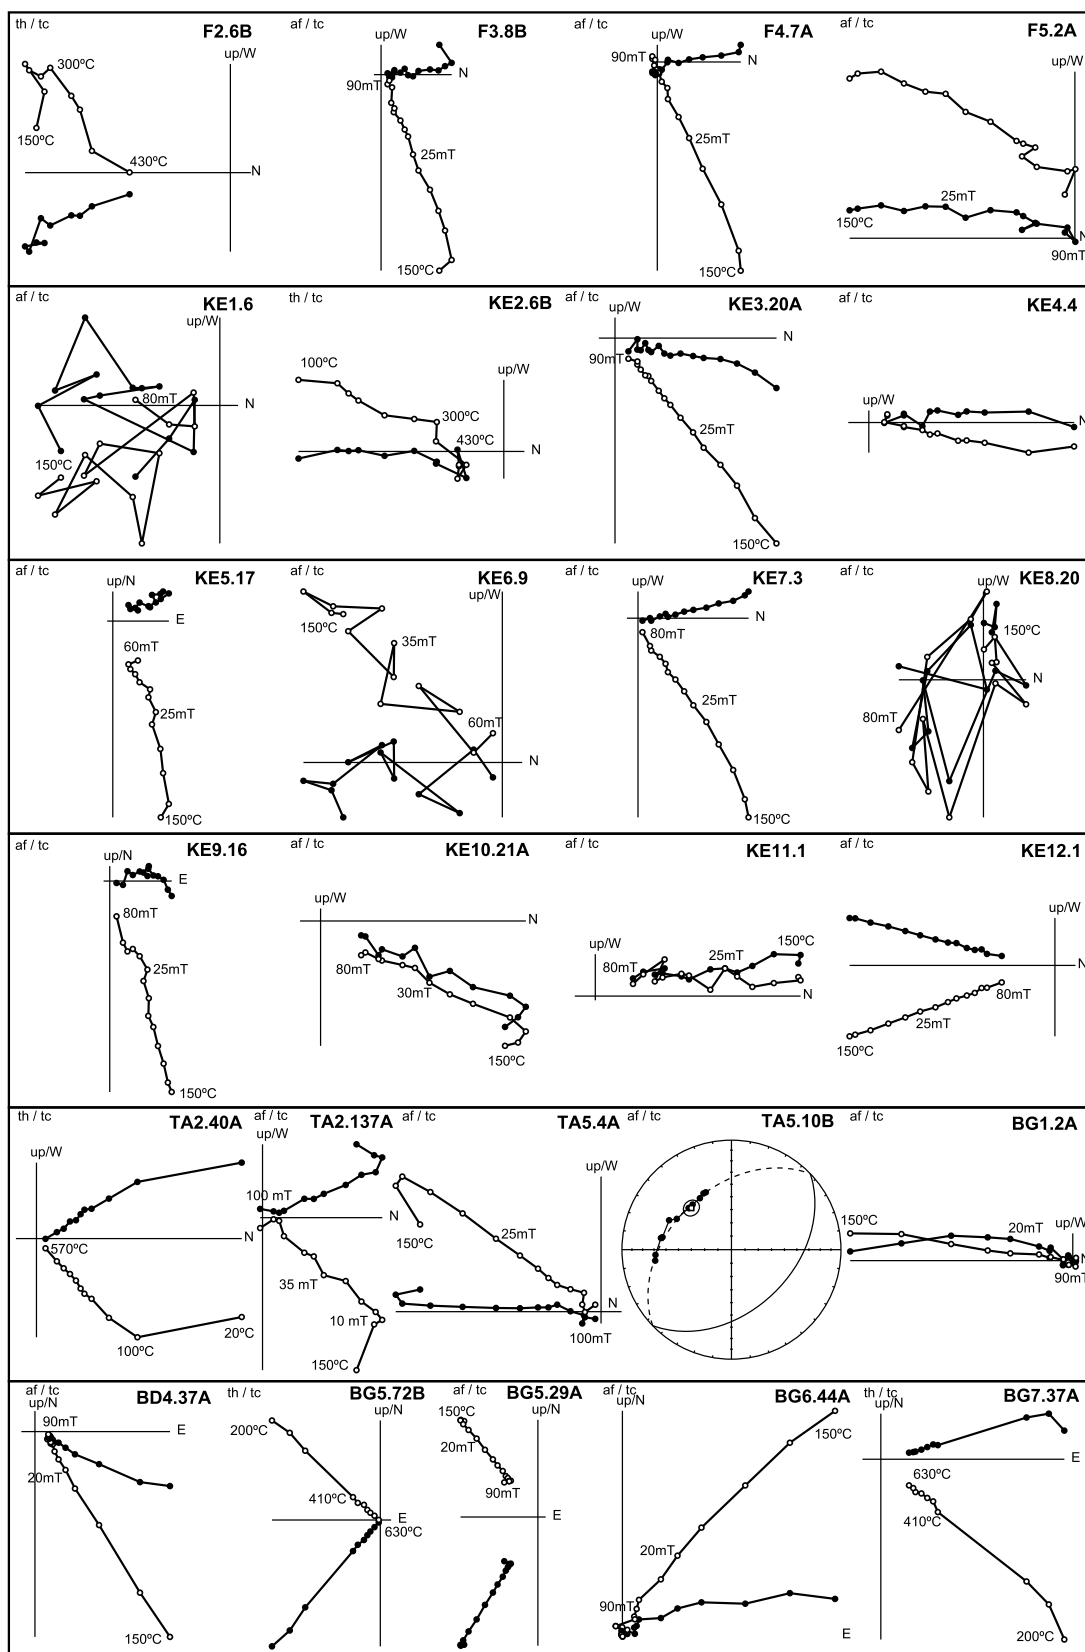 th / tc
F2.6B
up/W
300ºC
150ºC
430ºC
N
af / tc
F3.8B
up/W
N
90mT
25mT
150ºC
af / tc
F4.7A
up/W
90mT
N
25mT
150ºC
af / tc
F5.2A
up/W
25mT
150ºC
N
90mT
af / tc
KE1.6
up/W
80mT
N
150ºC
th / tc
KE2.6B
up/W
100ºC
300ºC
430ºC
N
af / tc
KE3.20A
up/W
N
90mT
25mT
150ºC
af / tc
KE4.4
up/W
N
af / tc
KE5.17
up/N
E
60mT
25mT
150ºC
af / tc
KE6.9
up/W
150ºC
35mT
60mT
N
af / tc
KE7.3
up/W
N
80mT
25mT
150ºC
af / tc
KE8.20
up/W
150ºC
N
80mT
af / tc
KE9.16
up/N
E
80mT
25mT
150ºC
af / tc
KE10.21A
up/W
N
80mT
30mT
150ºC
af / tc
KE11.1
up/W
150ºC
25mT
80mT
N
af / tc
KE12.1
up/W
N
80mT
25mT
150ºC
th / tc
TA2.40A
up/W
N
570ºC
20ºC
100ºC
af / tc
TA2.137A
up/W
100 mT
N
35 mT
10 mT
150ºC
af / tc
TA5.4A
up/W
25mT
150ºC
N
100mT
af / tc
TA5.10B
af / tc
BG1.2A
150ºC
20mT
up/W
N
90mT
af / tc
BD4.37A
up/N
90mT
E
20mT
150ºC
th / tc
BG5.72B
up/N
200ºC
410ºC
E
630ºC
af / tc
BG5.29A
150ºC
up/N
20mT
90mT
E
af / tc
BG6.44A
up/N
150ºC
20mT
90mT
E
th / tc
BG7.37A
up/N
E
630ºC
410ºC
200ºC